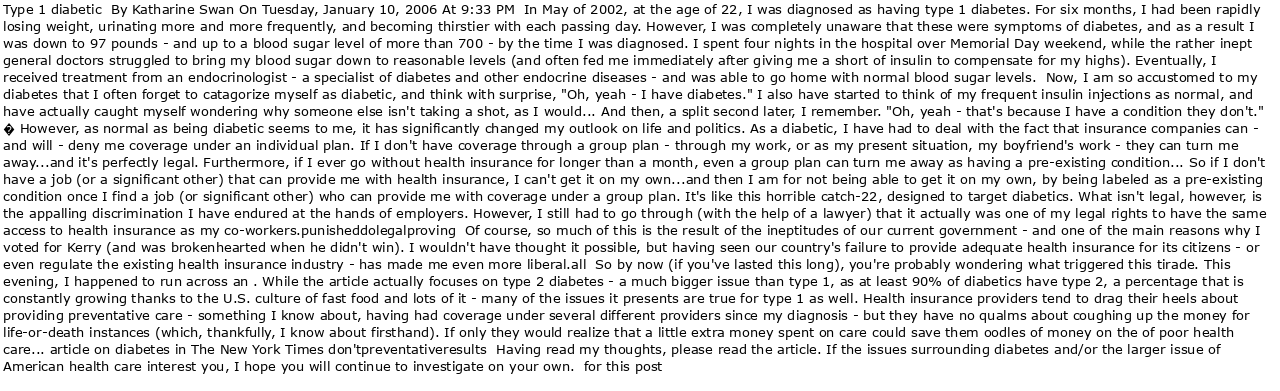 Type 1 diabetic  By Katharine Swan On Tuesday, January 10, 2006 At 9:33 PM  In May of 2002, at the age of 22, I was diagnosed as having type 1 diabetes. For six months, I had been rapidly
losing weight, urinating more and more frequently, and becoming thirstier with each passing day. However, I was completely unaware that these were symptoms of diabetes, and as a result I
was down to 97 pounds - and up to a blood sugar level of more than 700 - by the time I was diagnosed. I spent four nights in the hospital over Memorial Day weekend, while the rather inept
general doctors struggled to bring my blood sugar down to reasonable levels (and often fed me immediately after giving me a short of insulin to compensate for my highs). Eventually, I
received treatment from an endocrinologist - a specialist of diabetes and other endocrine diseases - and was able to go home with normal blood sugar levels.  Now, I am so accustomed to my
diabetes that I often forget to catagorize myself as diabetic, and think with surprise, "Oh, yeah - I have diabetes." I also have started to think of my frequent insulin injections as normal, and
have actually caught myself wondering why someone else isn't taking a shot, as I would... And then, a split second later, I remember. "Oh, yeah - that's because I have a condition they don't."
� However, as normal as being diabetic seems to me, it has significantly changed my outlook on life and politics. As a diabetic, I have had to deal with the fact that insurance companies can -
and will - deny me coverage under an individual plan. If I don't have coverage through a group plan - through my work, or as my present situation, my boyfriend's work - they can turn me
away...and it's perfectly legal. Furthermore, if I ever go without health insurance for longer than a month, even a group plan can turn me away as having a pre-existing condition... So if I don't
have a job (or a significant other) that can provide me with health insurance, I can't get it on my own...and then I am for not being able to get it on my own, by being labeled as a pre-existing
condition once I find a job (or significant other) who can provide me with coverage under a group plan. It's like this horrible catch-22, designed to target diabetics. What isn't legal, however, is
the appalling discrimination I have endured at the hands of employers. However, I still had to go through (with the help of a lawyer) that it actually was one of my legal rights to have the same
access to health insurance as my co-workers.punisheddolegalproving  Of course, so much of this is the result of the ineptitudes of our current government - and one of the main reasons why I
voted for Kerry (and was brokenhearted when he didn't win). I wouldn't have thought it possible, but having seen our country's failure to provide adequate health insurance for its citizens - or
even regulate the existing health insurance industry - has made me even more liberal.all  So by now (if you've lasted this long), you're probably wondering what triggered this tirade. This
evening, I happened to run across an . While the article actually focuses on type 2 diabetes - a much bigger issue than type 1, as at least 90% of diabetics have type 2, a percentage that is
constantly growing thanks to the U.S. culture of fast food and lots of it - many of the issues it presents are true for type 1 as well. Health insurance providers tend to drag their heels about
providing preventative care - something I know about, having had coverage under several different providers since my diagnosis - but they have no qualms about coughing up the money for
life-or-death instances (which, thankfully, I know about firsthand). If only they would realize that a little extra money spent on care could save them oodles of money on the of poor health
care... article on diabetes in The New York Times don'tpreventativeresults  Having read my thoughts, please read the article. If the issues surrounding diabetes and/or the larger issue of
American health care interest you, I hope you will continue to investigate on your own.  for this post